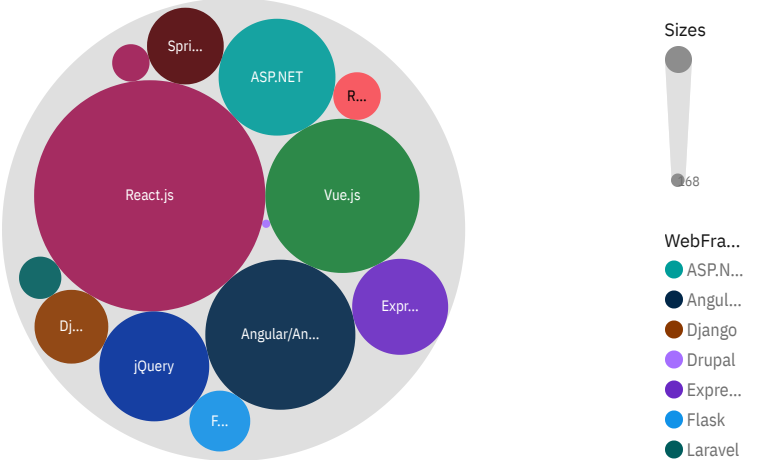 Spri...
ASP.NET
R...
React.js
Vue.js
Expr...
Dj...
Angular/An...
jQuery
F...
Sizes
168
WebFra...
ASP.N...
Angul...
Django
Drupal
Expre...
Flask
Laravel